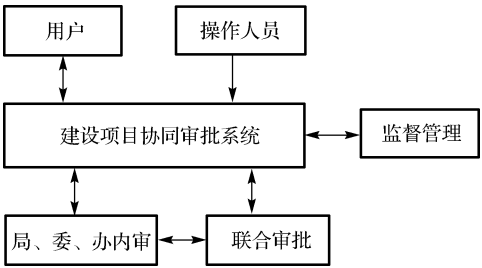 用户
操作人员
建设项目协同审批系统
监督管理
局、委、办内审
联合审批